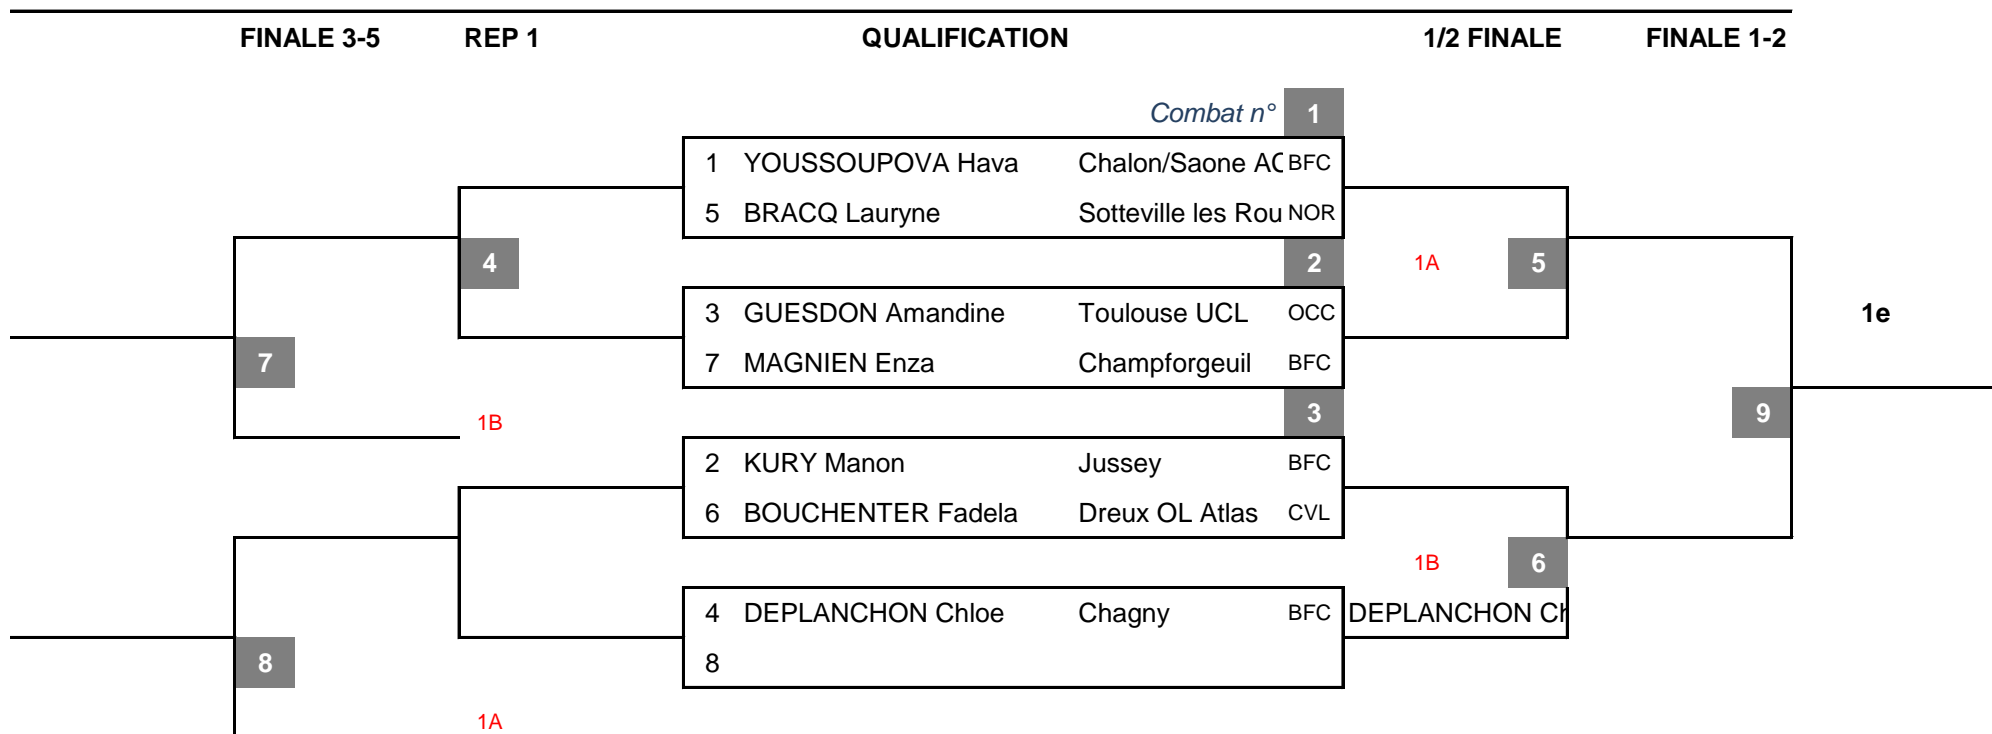 FINALE 3-5 REP 1 QUALIFICATION 1/2 FINALE FINALE 1-2
Combat n° 1
1 YOUSSOUPOVA Hava Chalon/Saone AC BFC
5 BRACQ Lauryne Sotteville les Rou NOR
4 2 1A 5
3 GUESDON Amandine Toulouse UCL OCC 1e
7 7 MAGNIEN Enza Champforgeuil BFC
1B 3 9
2 KURY Manon Jussey BFC
6 BOUCHENTER Fadela Dreux OL Atlas CVL
1B 6
4 DEPLANCHON Chloe Chagny BFC DEPLANCHON Ch
8 8
1A